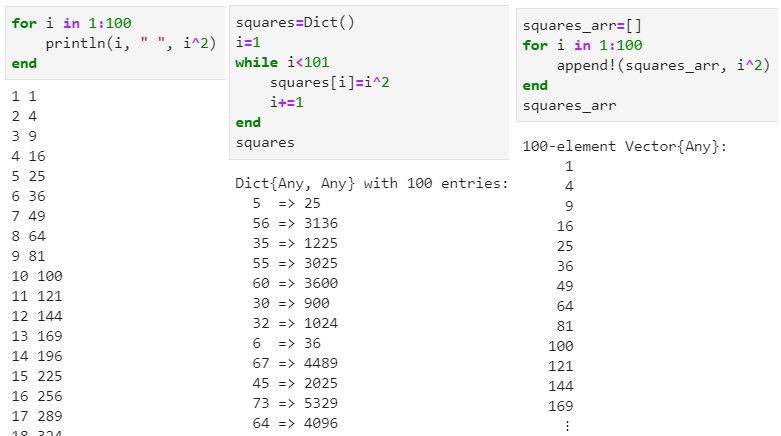 for i in 1:100
    println(i, " ", i^2)
end
1 1
2 4
3 9
4 16
5 25
6 36
7 49
8 64
9 81
10 100
11 121
12 144
13 169
14 196
15 225
16 256
17 289
18 324
squares=Dict()
i=1
while i<101
    squares[i]=i^2
    i+=1
end
squares
Dict{Any, Any} with 100 entries:
  5  => 25
  56 => 3136
  35 => 1225
  55 => 3025
  60 => 3600
  30 => 900
  32 => 1024
  6  => 36
  67 => 4489
  45 => 2025
  73 => 5329
  64 => 4096
squares_arr=[]
for i in 1:100
    append!(squares_arr, i^2)
end
squares_arr
100-element Vector{Any}:
     1
     4
     9
    16
    25
    36
    49
    64
    81
   100
   121
   144
   169
     ⋮